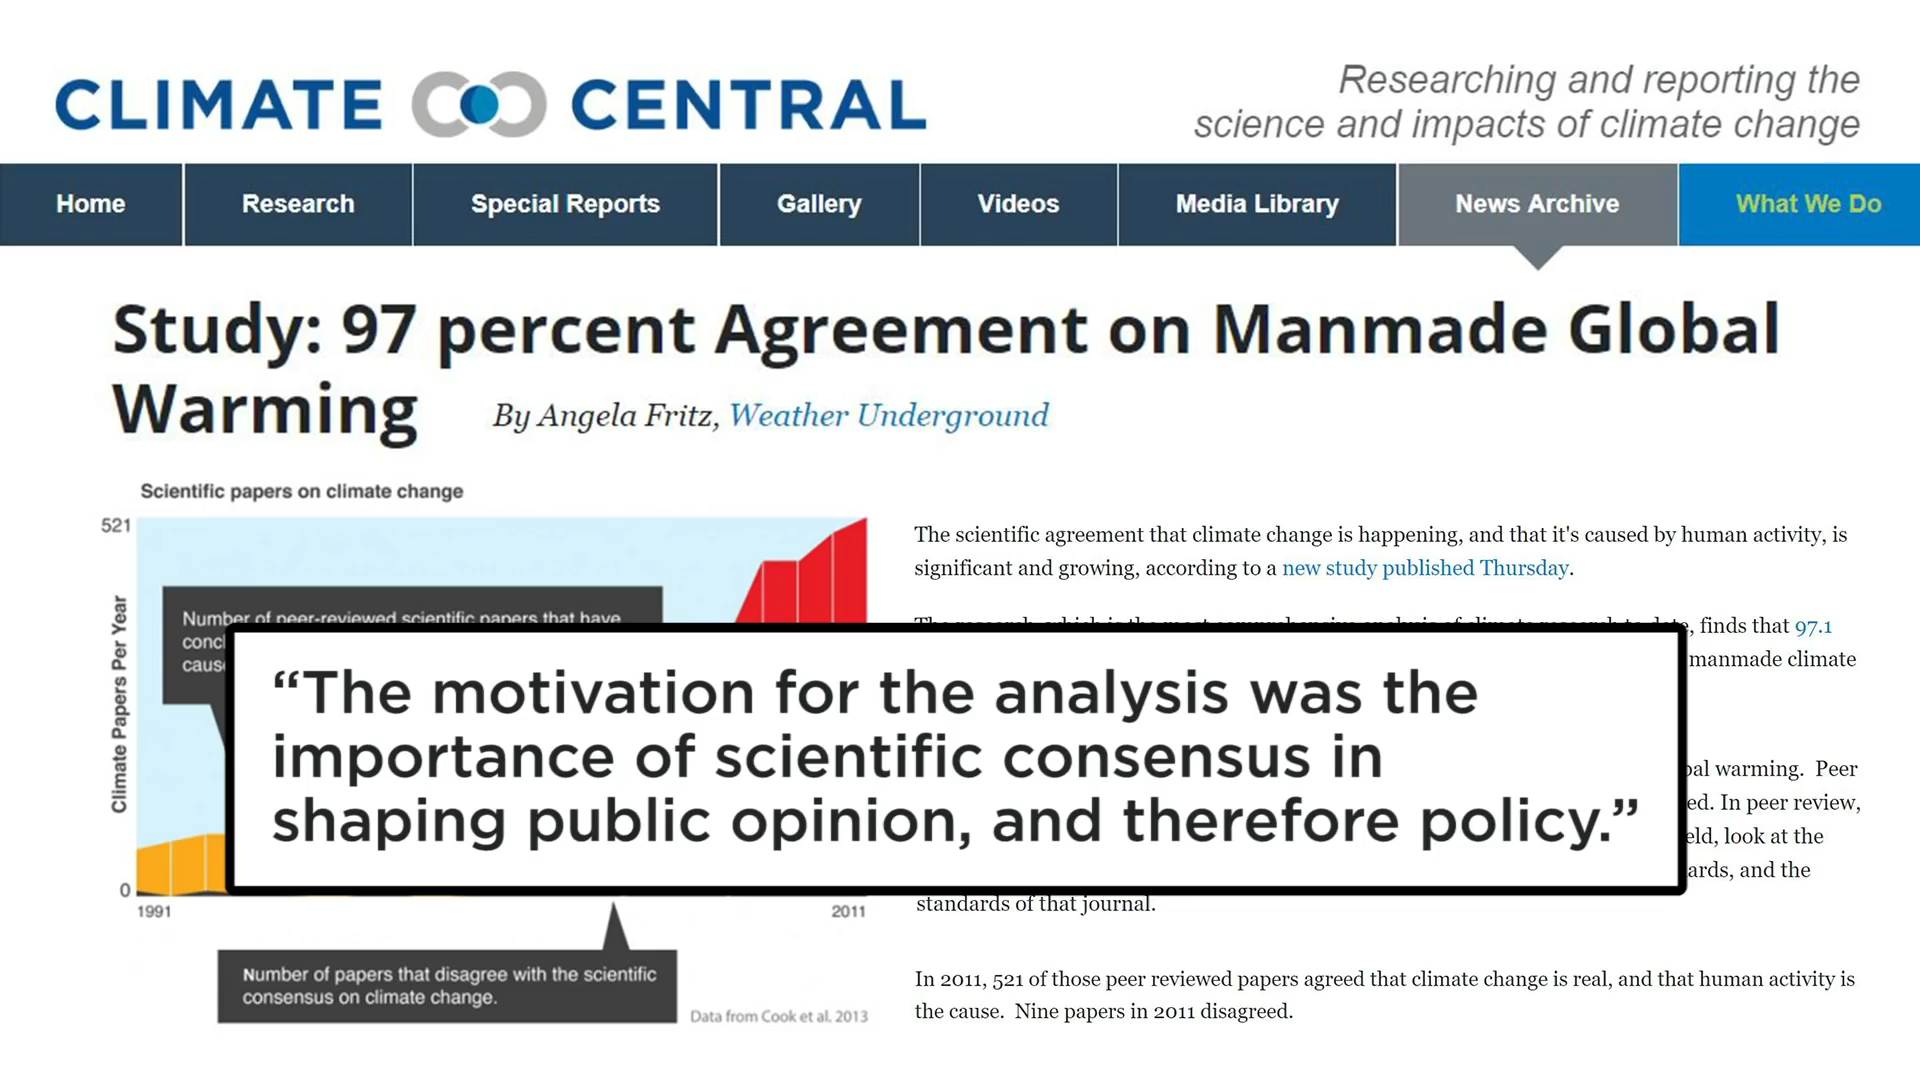 CLIMATE CENTRAL
Researching and reporting the
science and impacts of climate change
Home Research Special Reports Gallery Videos Media Library News Archive What We Do
Study: 97 percent Agreement on Manmade Global
Warming By Angela Fritz, Weather Underground
Scientific papers on climate change
521
Climate Papers Per Year
Number of peer-reviewed scientific papers that have
0
1991
2011
Number of papers that disagree with the scientific
consensus on climate change.
Data from Cook et al. 2013
The scientific agreement that climate change is happening, and that it's caused by human activity, is
significant and growing, according to a new study published Thursday.
finds that 97.1
manmade climate
“The motivation for the analysis was the
importance of scientific consensus in
shaping public opinion, and therefore policy.”
warming. Peer
In peer review,
look at the
and the
standards of that journal.
In 2011, 521 of those peer reviewed papers agreed that climate change is real, and that human activity is
the cause. Nine papers in 2011 disagreed.